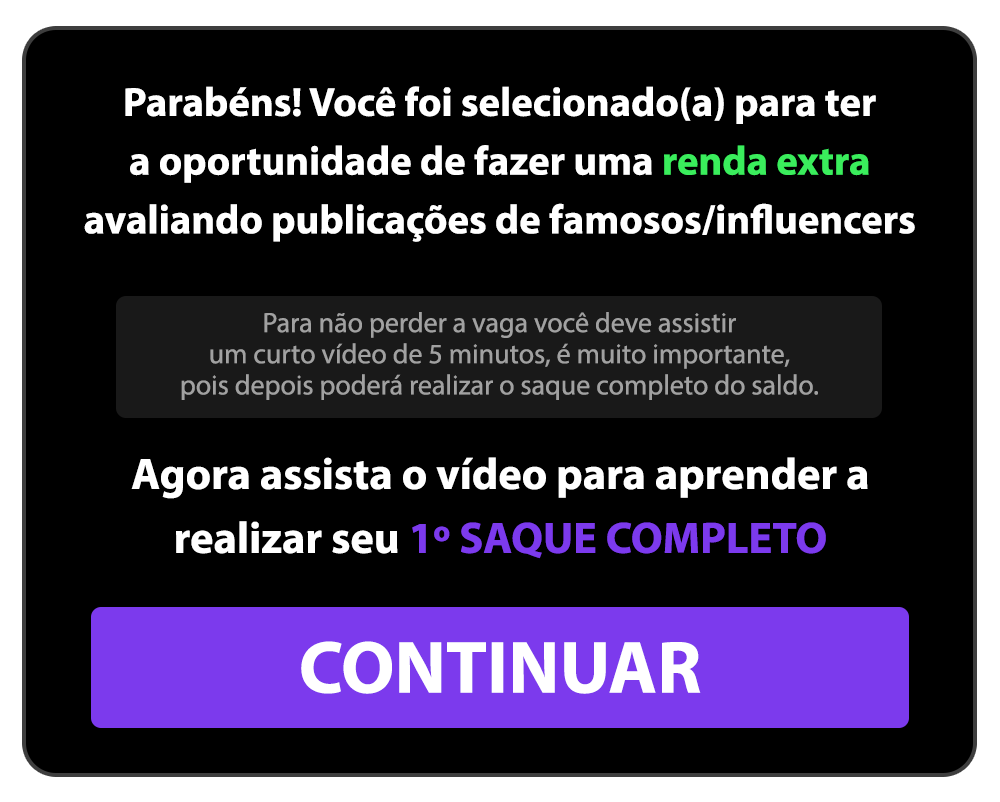 Parabéns! Você foi selecionado(a) para ter
a oportunidade de fazer uma renda extra
avaliando publicações de famosos/influencers
Para não perder a vaga você deve assistir
um curto vídeo de 5 minutos, é muito importante,
pois depois poderá realizar o saque completo do saldo.
Agora assista o vídeo para aprender a
realizar seu 1º SAQUE COMPLETO
CONTINUAR